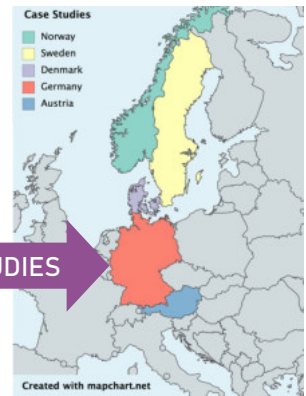 Case Studies
Norway
Sweden
Denmark
Germany
Austria
UDIES
Created with mapchart.net